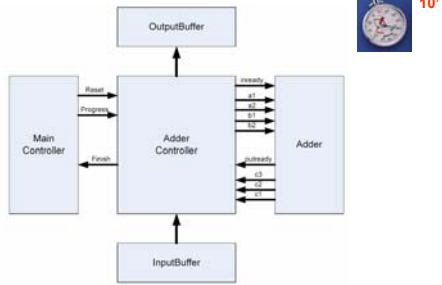 OutputBuffer
101
Reset
Progress
Finish
Main
Controller
Adder
Controller
inready
a1
a2
b1
b2
outready
c3
c2
c1
Adder
InputBuffer